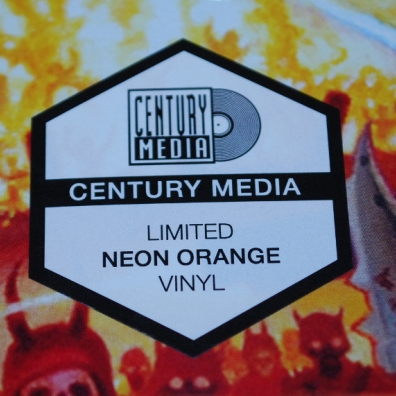 CENTURY
MEDIA
CENTURY MEDIA
LIMITED
NEON ORANGE
VINYL